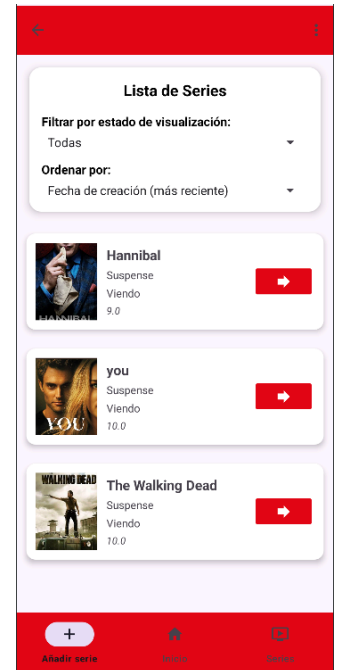 Lista de Series
Filtrar por estado de visualización:
Todas
Ordenar por:
Fecha de creación (más reciente)
HANNIBAL
Hannibal
Suspense
Viendo
9.0
YOU
you
Suspense
Viendo
10.0
WALKING DEAD
The Walking Dead
Suspense
Viendo
10.0
Añadir serie